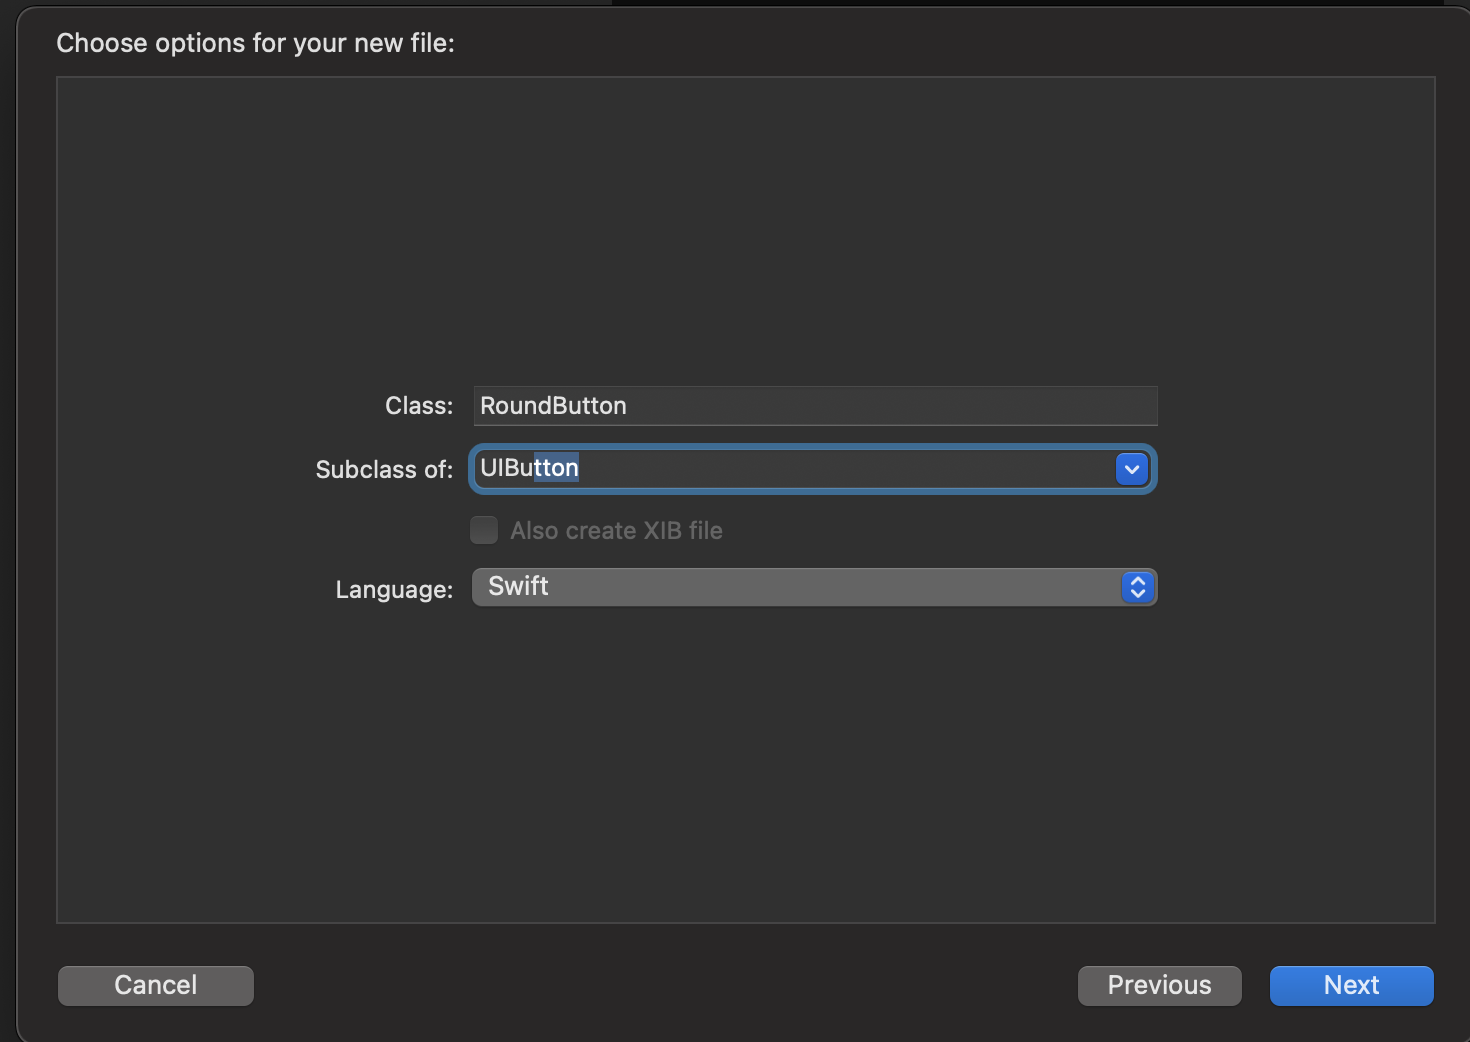 Choose options for your new file:
Class: RoundButton
Subclass of: UIButton
Also create XIB file
Language: Swift
Cancel Previous Next